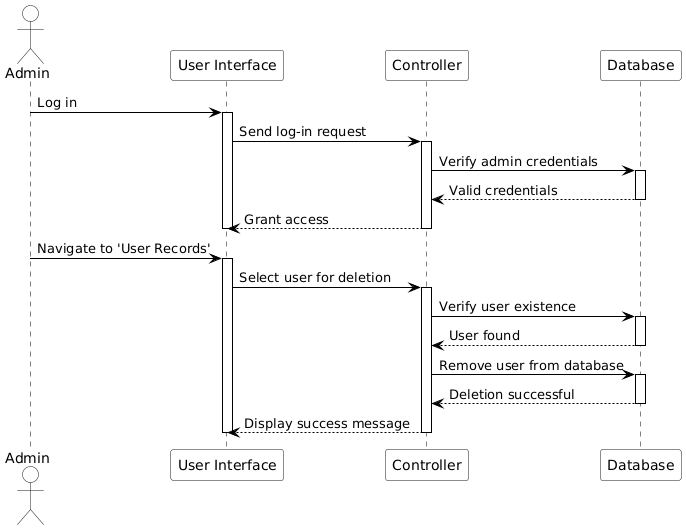 Admin
User Interface
Controller
Database
Log in
Send log-in request
Verify admin credentials
Valid credentials
Grant access
Navigate to 'User Records'
Select user for deletion
Verify user existence
User found
Remove user from database
Deletion successful
Display success message
Admin
User Interface
Controller
Database